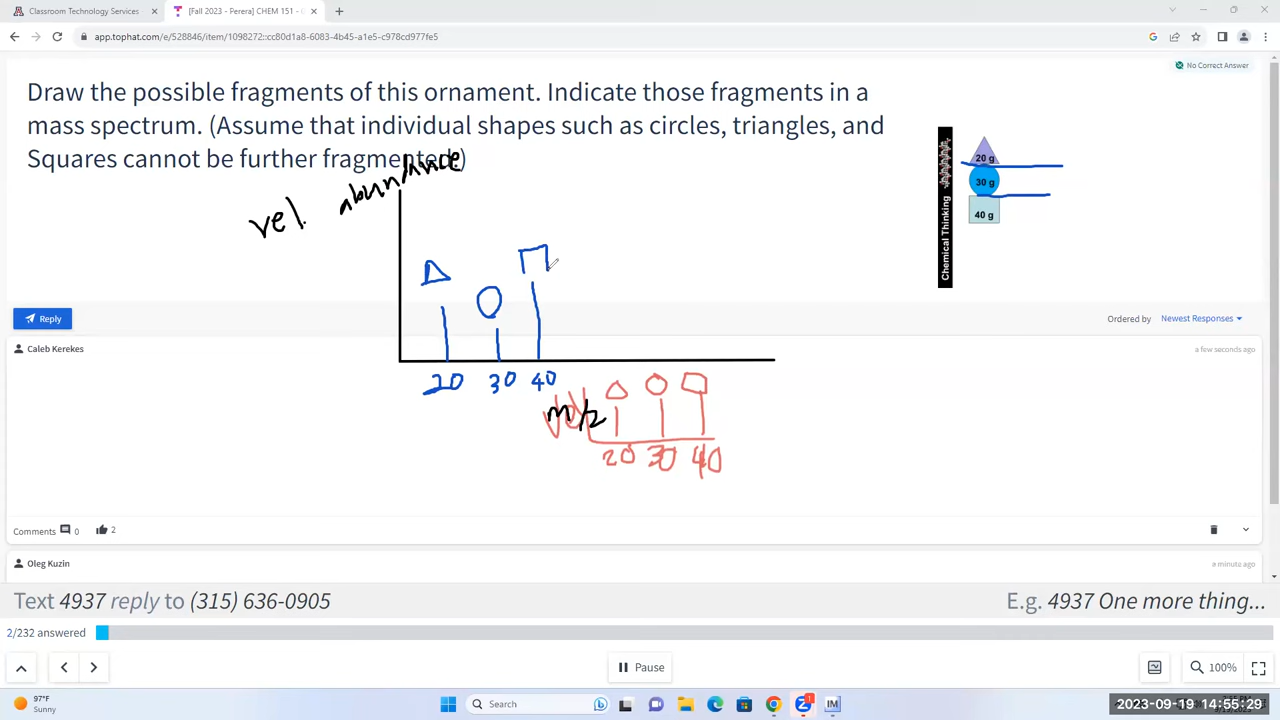 Classroom Technology Services
[Fall 2023 - Perera] CHEM 151 -
app.tophat.com/e/528846/item/1098272::cc80d1a8-6083-4b45-a1e5-c978cd977fe5
No Correct Answer
Draw the possible fragments of this ornament. Indicate those fragments in a
mass spectrum. (Assume that individual shapes such as circles, triangles, and
Squares cannot be further fragmented.)
rel. abundance
20 g
30 g
40 g
Chemical Thinking
Reply
Ordered by Newest Responses
Caleb Kerekes
a few seconds ago
20 30 40
m/z
20 30 40
Comments 0 2
Oleg Kuzin
a minute ago
Text 4937 reply to (315) 636-0905
E.g. 4937 One more thing...
2/232 answered
Pause
100%
97°F
Sunny
Search
2023-09-19 14:55:29